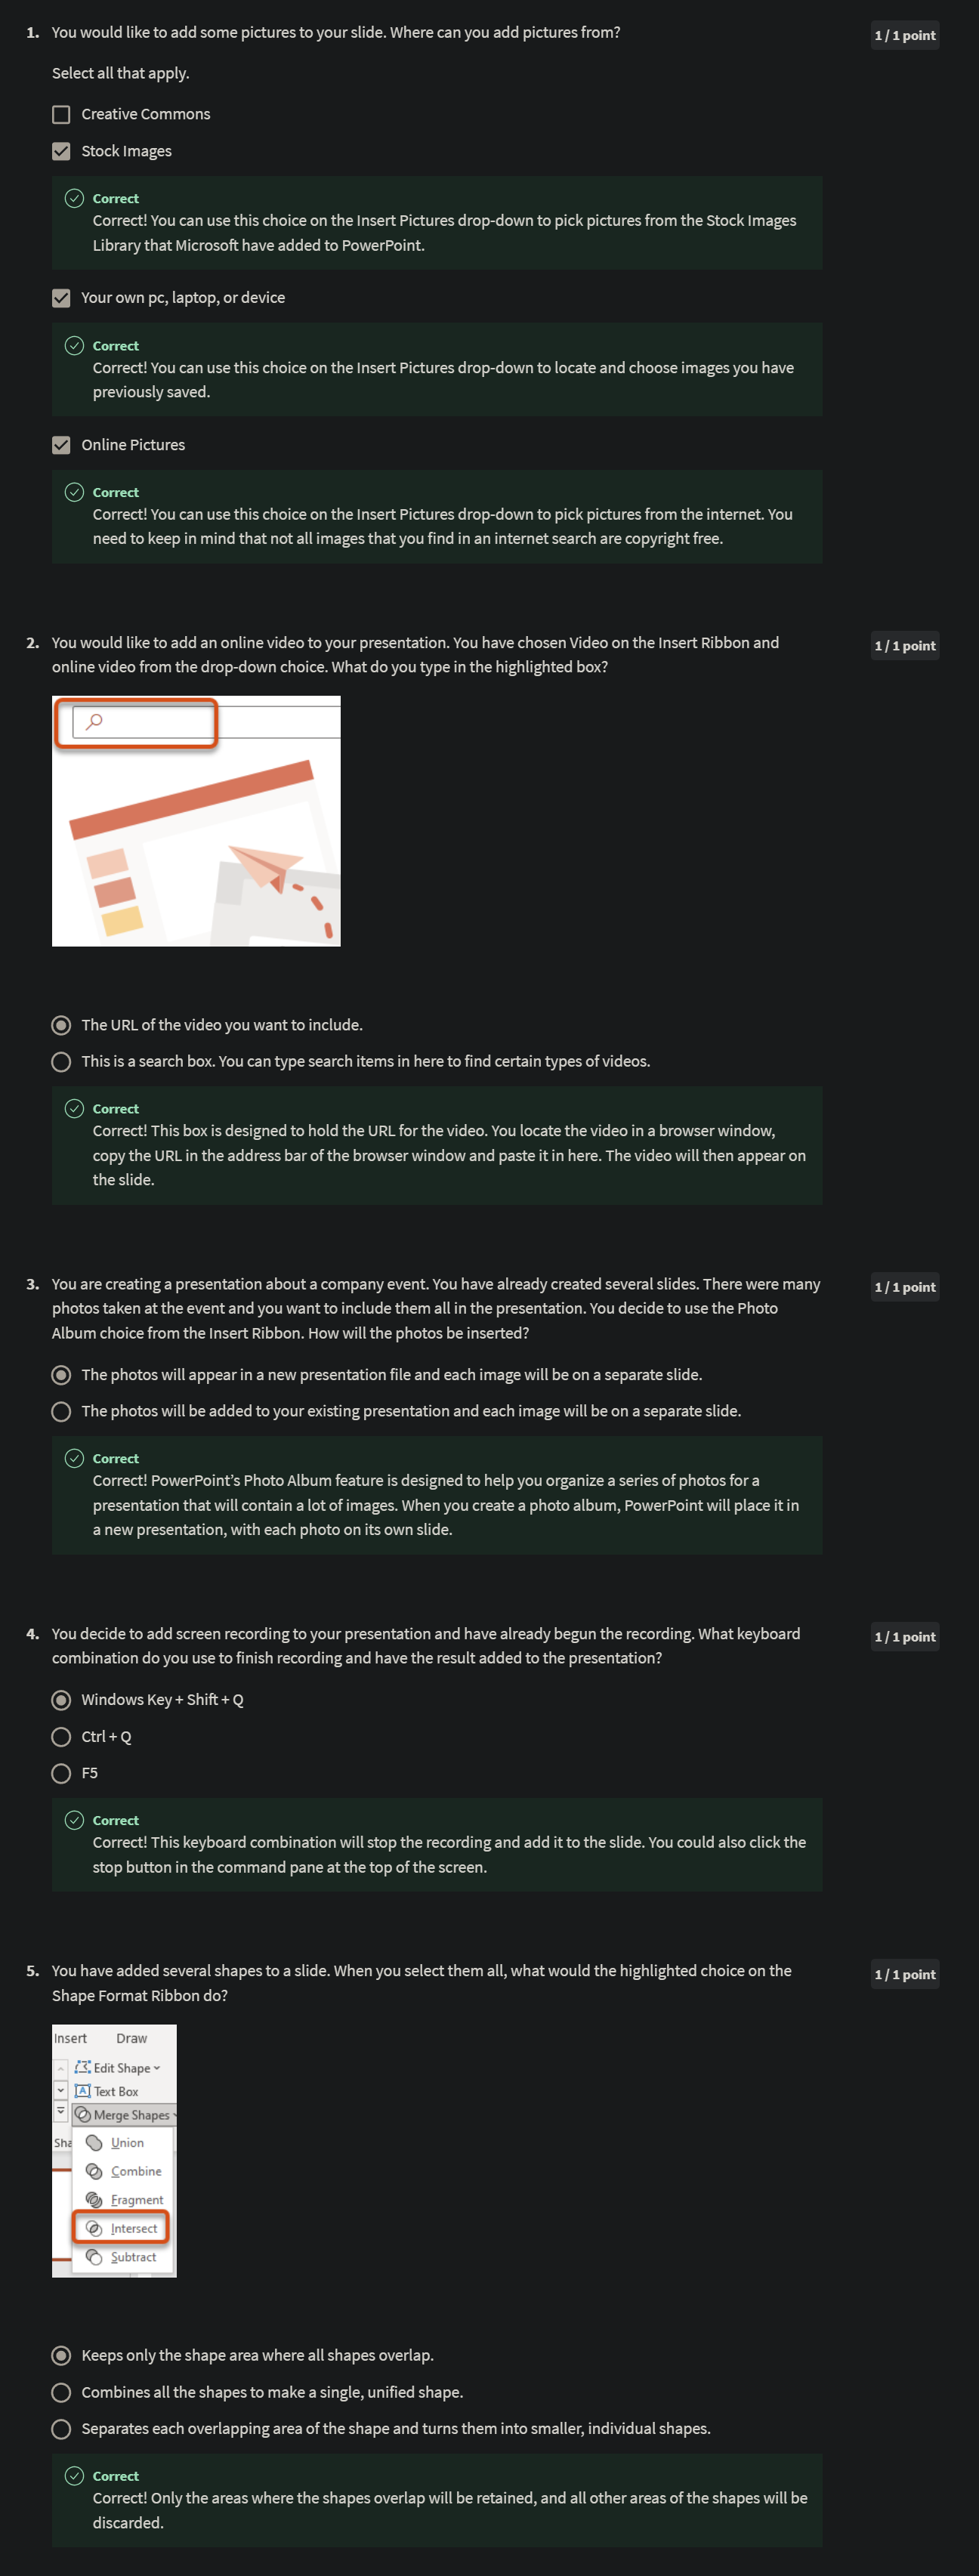 1. You would like to add some pictures to your slide. Where can you add pictures from?
1 / 1 point
Select all that apply.
Creative Commons
Stock Images
Correct
Correct! You can use this choice on the Insert Pictures drop-down to pick pictures from the Stock Images
Library that Microsoft have added to PowerPoint.
Your own pc, laptop, or device
Correct
Correct! You can use this choice on the Insert Pictures drop-down to locate and choose images you have
previously saved.
Online Pictures
Correct
Correct! You can use this choice on the Insert Pictures drop-down to pick pictures from the internet. You
need to keep in mind that not all images that you find in an internet search are copyright free.
2. You would like to add an online video to your presentation. You have chosen Video on the Insert Ribbon and
online video from the drop-down choice. What do you type in the highlighted box?
1 / 1 point
The URL of the video you want to include.
This is a search box. You can type search items in here to find certain types of videos.
Correct
Correct! This box is designed to hold the URL for the video. You locate the video in a browser window,
copy the URL in the address bar of the browser window and paste it in here. The video will then appear on
the slide.
3. You are creating a presentation about a company event. You have already created several slides. There were many
photos taken at the event and you want to include them all in the presentation. You decide to use the Photo
Album choice from the Insert Ribbon. How will the photos be inserted?
1 / 1 point
The photos will appear in a new presentation file and each image will be on a separate slide.
The photos will be added to your existing presentation and each image will be on a separate slide.
Correct
Correct! PowerPoint’s Photo Album feature is designed to help you organize a series of photos for a
presentation that will contain a lot of images. When you create a photo album, PowerPoint will place it in
a new presentation, with each photo on its own slide.
4. You decide to add screen recording to your presentation and have already begun the recording. What keyboard
combination do you use to finish recording and have the result added to the presentation?
1 / 1 point
Windows Key + Shift + Q
Ctrl + Q
F5
Correct
Correct! This keyboard combination will stop the recording and add it to the slide. You could also click the
stop button in the command pane at the top of the screen.
5. You have added several shapes to a slide. When you select them all, what would the highlighted choice on the
Shape Format Ribbon do?
1 / 1 point
Insert Draw
Edit Shape
Text Box
Merge Shapes
Sha
Union
Combine
Fragment
Intersect
Subtract
Keeps only the shape area where all shapes overlap.
Combines all the shapes to make a single, unified shape.
Separates each overlapping area of the shape and turns them into smaller, individual shapes.
Correct
Correct! Only the areas where the shapes overlap will be retained, and all other areas of the shapes will be
discarded.